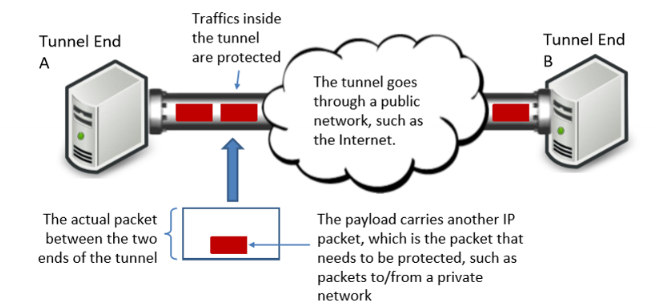 Traffics inside
the tunnel
are protected
Tunnel End
A
Tunnel End
B
The tunnel goes
through a public
network, such as
the Internet.
The actual packet
between the two
ends of the tunnel
The payload carries another IP
packet, which is the packet that
needs to be protected, such as
packets to/from a private
network